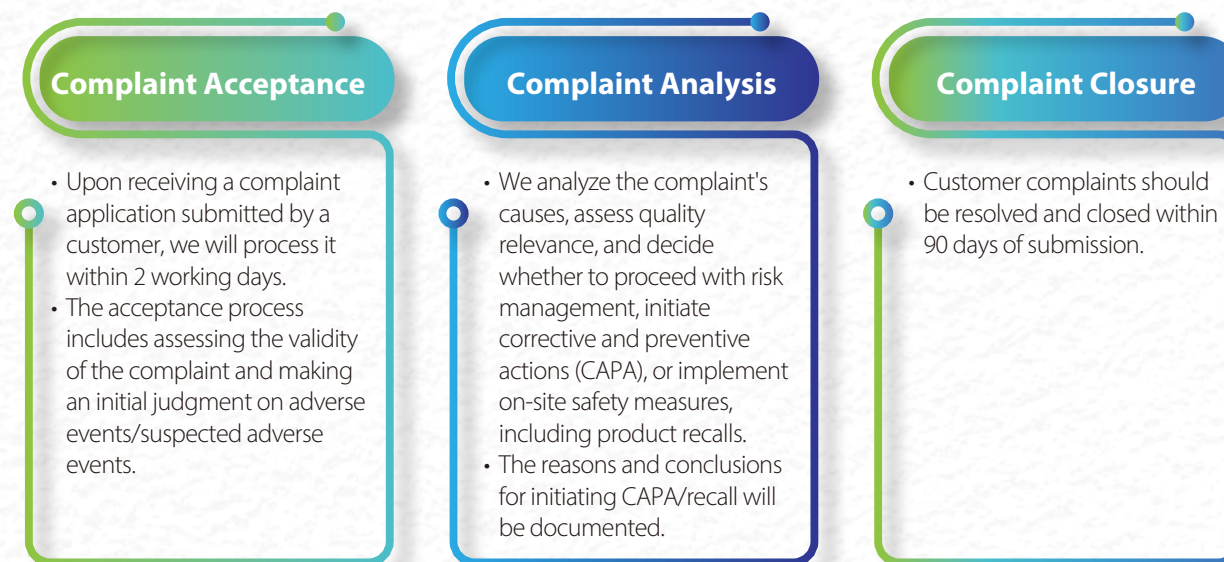 Complaint Acceptance
• Upon receiving a complaint
application submitted by a
customer, we will process it
within 2 working days.
• The acceptance process
includes assessing the validity
of the complaint and making
an initial judgment on adverse
events/suspected adverse
events.
Complaint Analysis
• We analyze the complaint's
causes, assess quality
relevance, and decide
whether to proceed with risk
management, initiate
corrective and preventive
actions (CAPA), or implement
on-site safety measures,
including product recalls.
• The reasons and conclusions
for initiating CAPA/recall will
be documented.
Complaint Closure
• Customer complaints should
be resolved and closed within
90 days of submission.